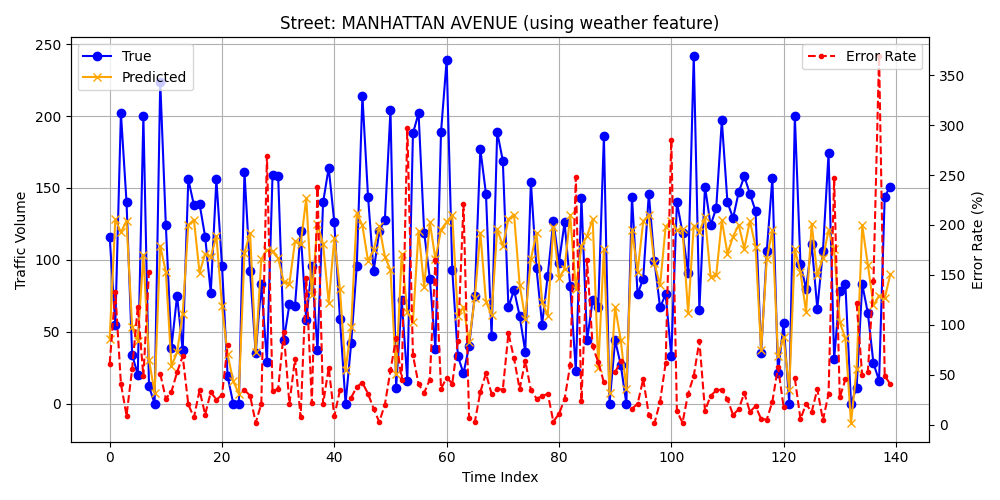 Street: MANHATTAN AVENUE (using weather feature)
True
Predicted
Error Rate
Traffic Volume
250
200
150
100
50
0
350
300
250
200
150
100
50
0
Error Rate (%)
0 20 40 60 80 100 120 140
Time Index